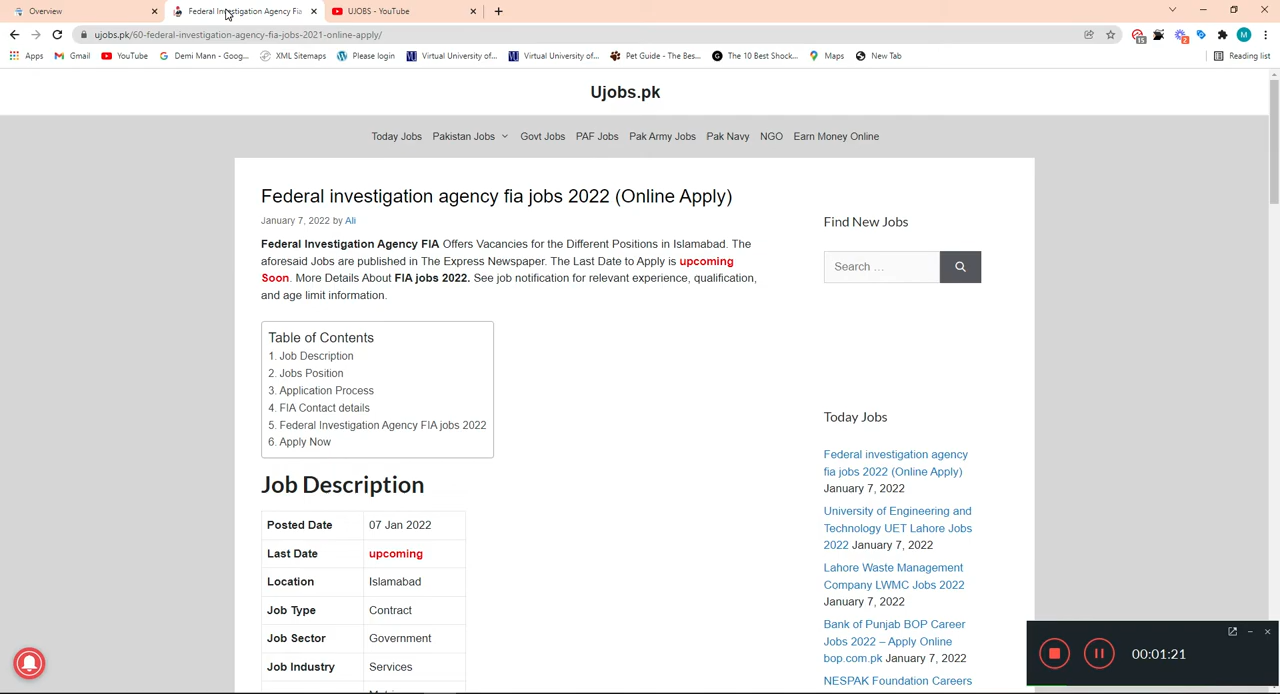 Overview
Federal Investigation Agency Fia
UJOBS - YouTube
ujobs.pk/60-federal-investigation-agency-fia-jobs-2021-online-apply/
Apps
Gmail
YouTube
Demi Mann - Goog...
XML Sitemaps
Please login
Virtual University of...
Virtual University of...
Pet Guide - The Bes...
The 10 Best Shock...
Maps
New Tab
Reading list
Ujobs.pk
Today Jobs
Pakistan Jobs
Govt Jobs
PAF Jobs
Pak Army Jobs
Pak Navy
NGO
Earn Money Online
Federal investigation agency fia jobs 2022 (Online Apply)
January 7, 2022 by Ali
Federal Investigation Agency FIA Offers Vacancies for the Different Positions in Islamabad. The
aforesaid Jobs are published in The Express Newspaper. The Last Date to Apply is upcoming
Soon. More Details About FIA jobs 2022. See job notification for relevant experience, qualification,
and age limit information.
Table of Contents
1. Job Description
2. Jobs Position
3. Application Process
4. FIA Contact details
5. Federal Investigation Agency FIA jobs 2022
6. Apply Now
Job Description
Posted Date 07 Jan 2022
Last Date upcoming
Location Islamabad
Job Type Contract
Job Sector Government
Job Industry Services
Find New Jobs
Search ...
Today Jobs
Federal investigation agency
fia jobs 2022 (Online Apply)
January 7, 2022
University of Engineering and
Technology UET Lahore Jobs
2022 January 7, 2022
Lahore Waste Management
Company LWMC Jobs 2022
January 7, 2022
Bank of Punjab BOP Career
Jobs 2022 – Apply Online
bop.com.pk January 7, 2022
NESPAK Foundation Careers
15
2
M
00:01:21